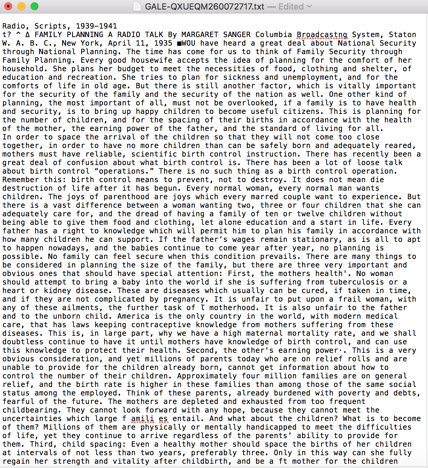 GALE-QXUEQM260072717.txt — Edited
Radio, Scripts, 1939–1941
t? ^ ^ Δ FAMILY PLANNING A RADIO TALK By MARGART SANGER Columbia Broadcastng System, Staton
W. A. B. C., New York, April 11, 1935 ■WOU have heard a great deal about National Security
through National Planning. The time has come for us to think of Family Security through
Family Planning. Every good housewife accepts the idea of planning for the comfort of her
household. She plans her budget to meet the necessities of food, clothing and shelter, of
education and recreation. She tries to plan for sickness and unemployment, and for the
comforts of life in old age. But there is still another factor, which is vitally important
for the security of the family and the security of the nation as well. One other kind of
planning, the most important of all, must not be overlooked, if a family is to have health
and security, is to bring up happy children to become useful citizens. This is planning for
the number of children, and for the spacing of their births in accordance with the health
of the mother, the earning power of the father, and the standard of living for all.
In order to space the arrival of the children so that they will not come too close
together, in order to have no more children than can be safely born and adequately reared,
mothers must have reliable, scientific birth control instruction. There has recently been a
great deal of confusion about what birth control is. There has been a lot of loose talk
about birth control "operations." There is no such thing as a birth control operation.
Remember this: birth control means to prevent, not to destroy. It does not mean die
destruction of life after it has begun. Every normal woman, every normal man wants
children. The joys of parenthood are joys which every marred couple want to experience. But
there is a vast difference between a woman wanting two, three or four children that she can
adequately care for, and the dread of having a family of ten or twelve children without
being able to give them food and clothing, let alone education and a start in life. Every
father has a right to knowledge which will permit him to plan his family in accordance with
how many children he can support. If the father's wages remain stationary, as is all to apt
to happen nowadays, and the babies continue to come year after year, no planning is
possible. No family can feel secure when this condition prevails. There are many things to
be considered in planning the size of the family, but there are three very important and
obvious ones that should have special attention: First, the mothers health'. No woman
should attempt to bring a baby into the world if she is suffering from tuberculosis or a
heart or kidney disease. These are diseases which usually can be cured, if taken in time,
and if they are not complicated by pregnancy. It is unfair to put upon a frail woman, with
any of these ailments, the further task of T motherhood. It is also unfair to the father
and to the unborn child. America is the only country in the world, with modern medical
care, that has laws keeping contraceptive knowledge from mothers suffering from these
diseases. This is, in large part, why we have a high maternal mortality rate, and we shall
doubtless continue to have it until mothers have knowledge of birth control, and can use
this knowledge to protect their health. Second, the other's earning power·. This is a very
obvious consideration, and yet millions of parents today who are on relief rolls and are
unable to provide for the children already born, cannot get information about how to
control the number of their children. Approximately four million families are on general
relief, and the birth rate is higher in these families than among those of the same social
status among the employed. Think of these parents, already burdened with poverty and debts,
fearful of the future. The mothers are depleted and exhausted from too frequent
childbearing. They cannot look forward with any hope, because they cannot meet the
uncertainties which large f amili es entail. And what about the children? What is to become
of them? Millions of them are physically or mentally handicapped to meet the difficulties
of life, yet they continue to arrive regardless of the parents' ability to provide for
them. Third, child spacing: Even a healthy mother should space the births of her children
at intervals of not less than two years, preferably three. Only in this way can she fully
regain her strength and vitality after childbirth, and be a ft mother for the children